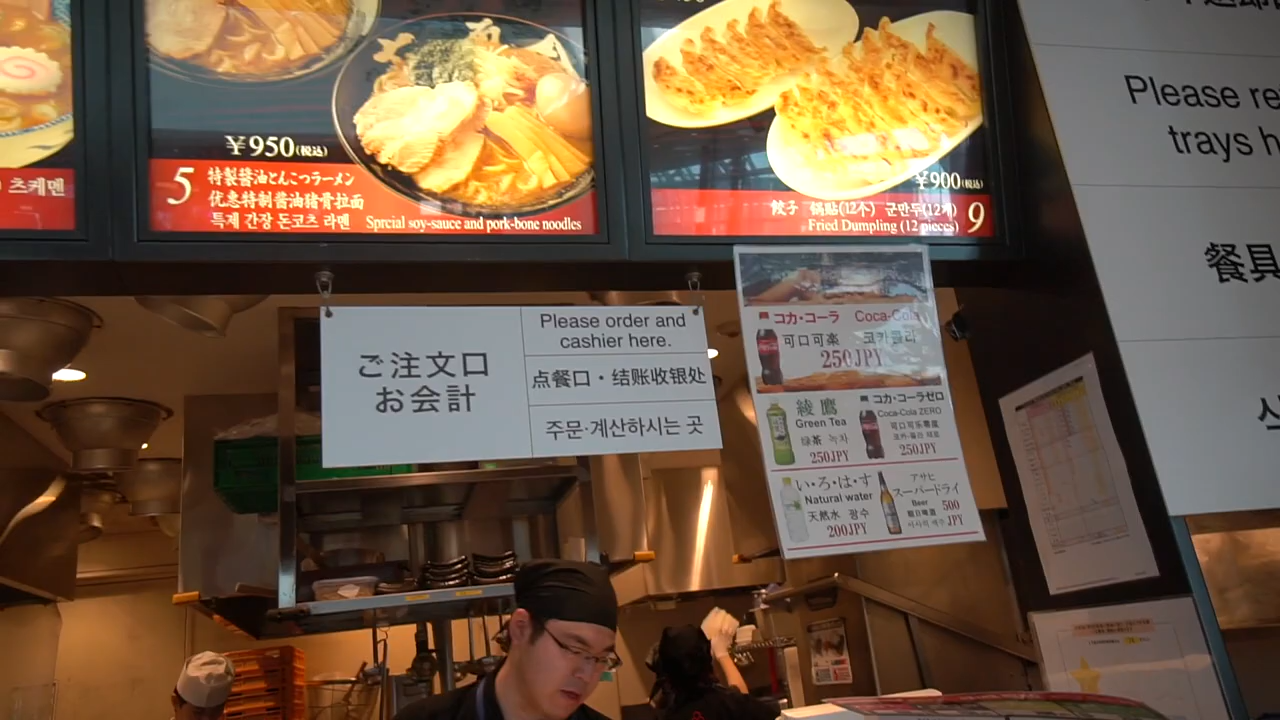 츠케멘
¥950(税込)
5
特製醤油とんこつラーメン
优惠特制酱油猪骨拉面
특제 간장 돈코츠 라멘 Sprcial soy-sauce and pork-bone noodles
¥900(税込)
餃子 锅贴(12个) 군만두(12개)
Fried Dumpling (12 pieces)
9
Please re
trays h
餐具
ご注文口
お会計
Please order and
cashier here.
点餐口・结账收银处
주문·계산하시는 곳
コカ・コーラ Coca-Cola
可口可楽 코카콜라
250JPY
綾鷹
Green Tea
绿茶 녹차
250JPY
コカ・コーラゼロ
Coca-Cola ZERO
250JPY
い・ろ・は・す
Natural water
天然水 광수
200JPY
アサヒ
スーパードライ
Beer
500
JPY